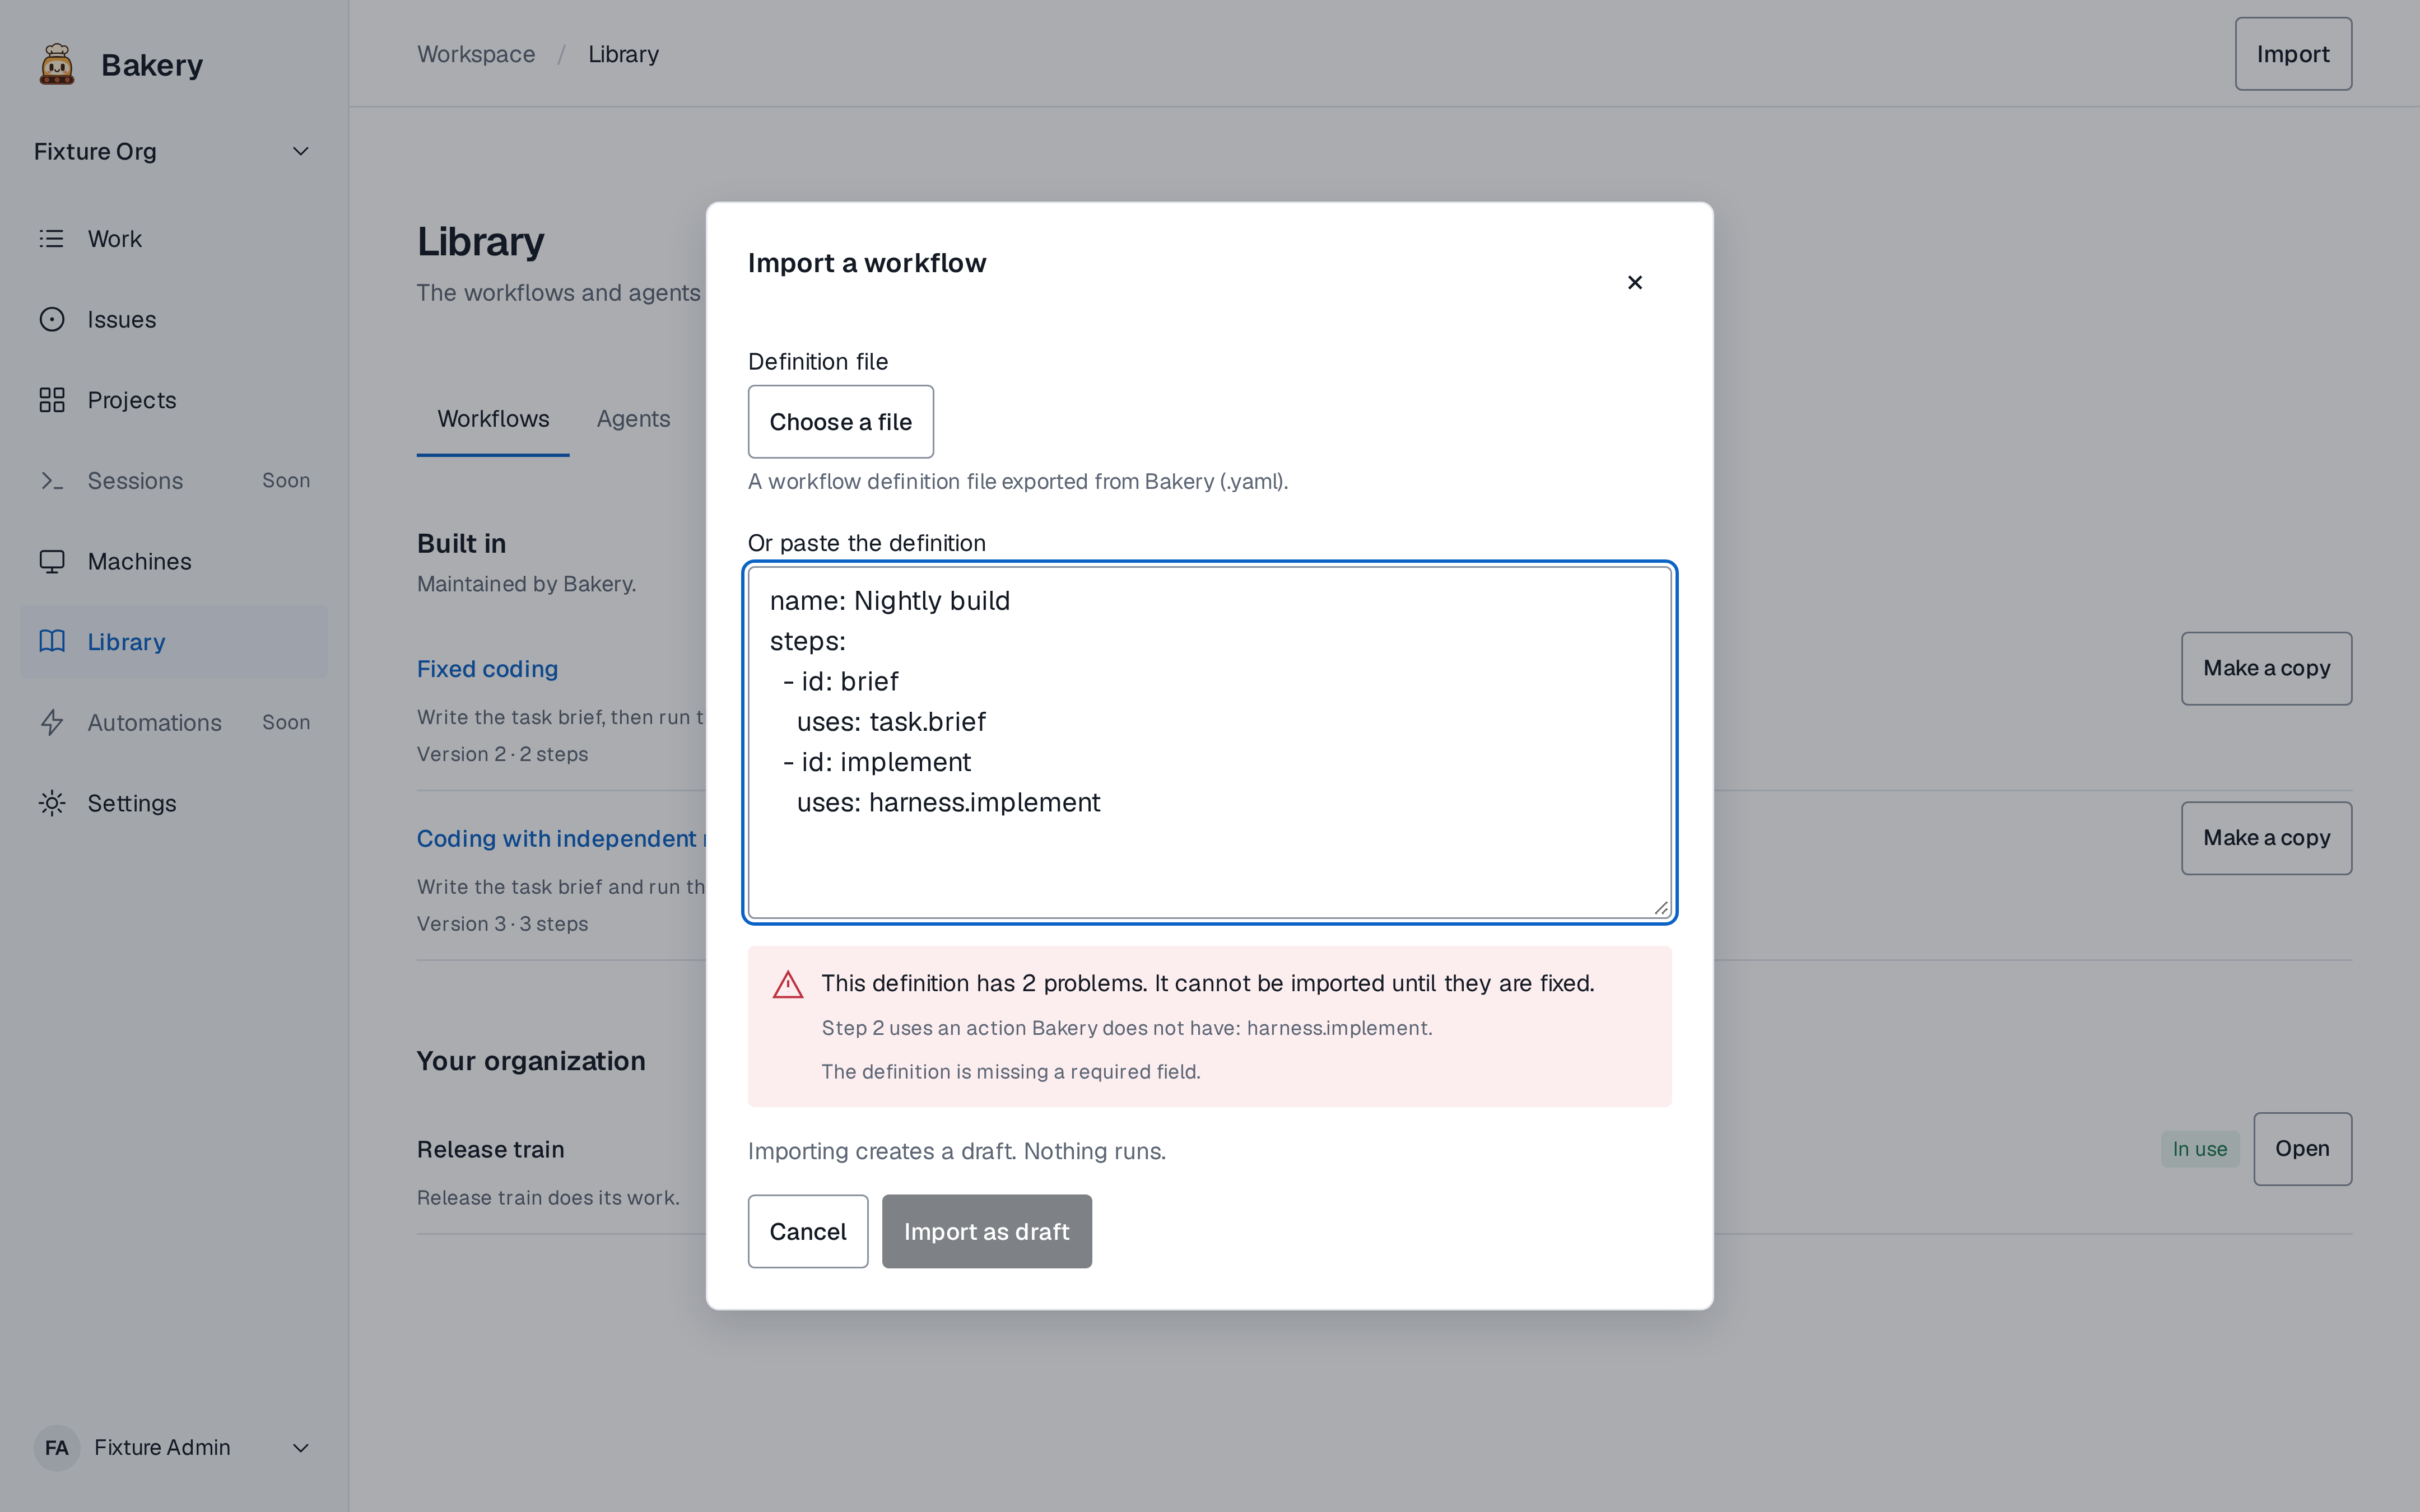 Bakery
Fixture Org
Work
Issues
Projects
Sessions Soon
Machines
Library
Automations Soon
Settings
FA Fixture Admin
Workspace / Library
Import
Library
The workflows and agents
Workflows Agents
Built in
Maintained by Bakery.
Fixed coding
Write the task brief, then run t
Version 2 · 2 steps
Make a copy
Coding with independent
Write the task brief and run th
Version 3 · 3 steps
Make a copy
Your organization
Release train
Release train does its work.
In use
Open
Import a workflow
Definition file
Choose a file
A workflow definition file exported from Bakery (.yaml).
Or paste the definition
name: Nightly build
steps:
  - id: brief
    uses: task.brief
  - id: implement
    uses: harness.implement
This definition has 2 problems. It cannot be imported until they are fixed.
Step 2 uses an action Bakery does not have: harness.implement.
The definition is missing a required field.
Importing creates a draft. Nothing runs.
Cancel
Import as draft